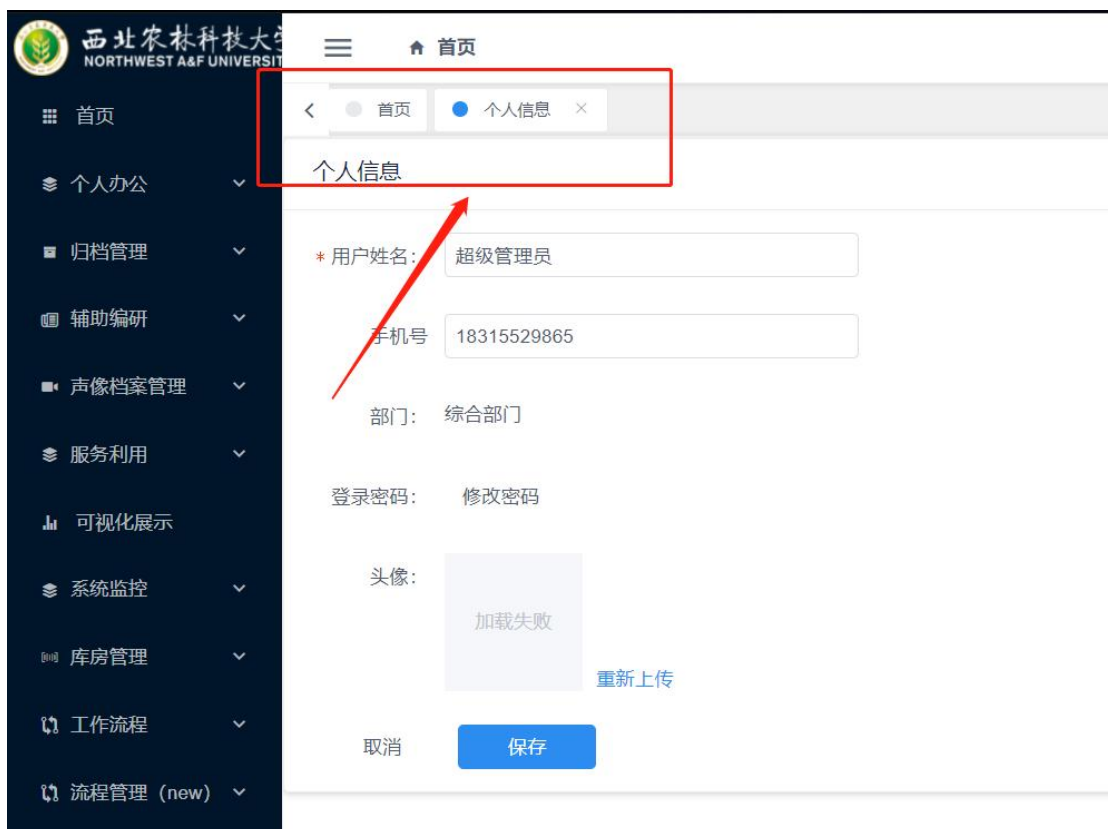 西北农林科技大学
NORTHWEST A&F UNIVERSIT
首页
首页
首页
个人信息
个人办公
个人信息
归档管理
* 用户姓名: 超级管理员
辅助编研
手机号 18315529865
声像档案管理
部门: 综合部门
服务利用
登录密码: 修改密码
可视化展示
头像:
系统监控
加载失败
库房管理
重新上传
工作流程
取消
保存
流程管理 (new)